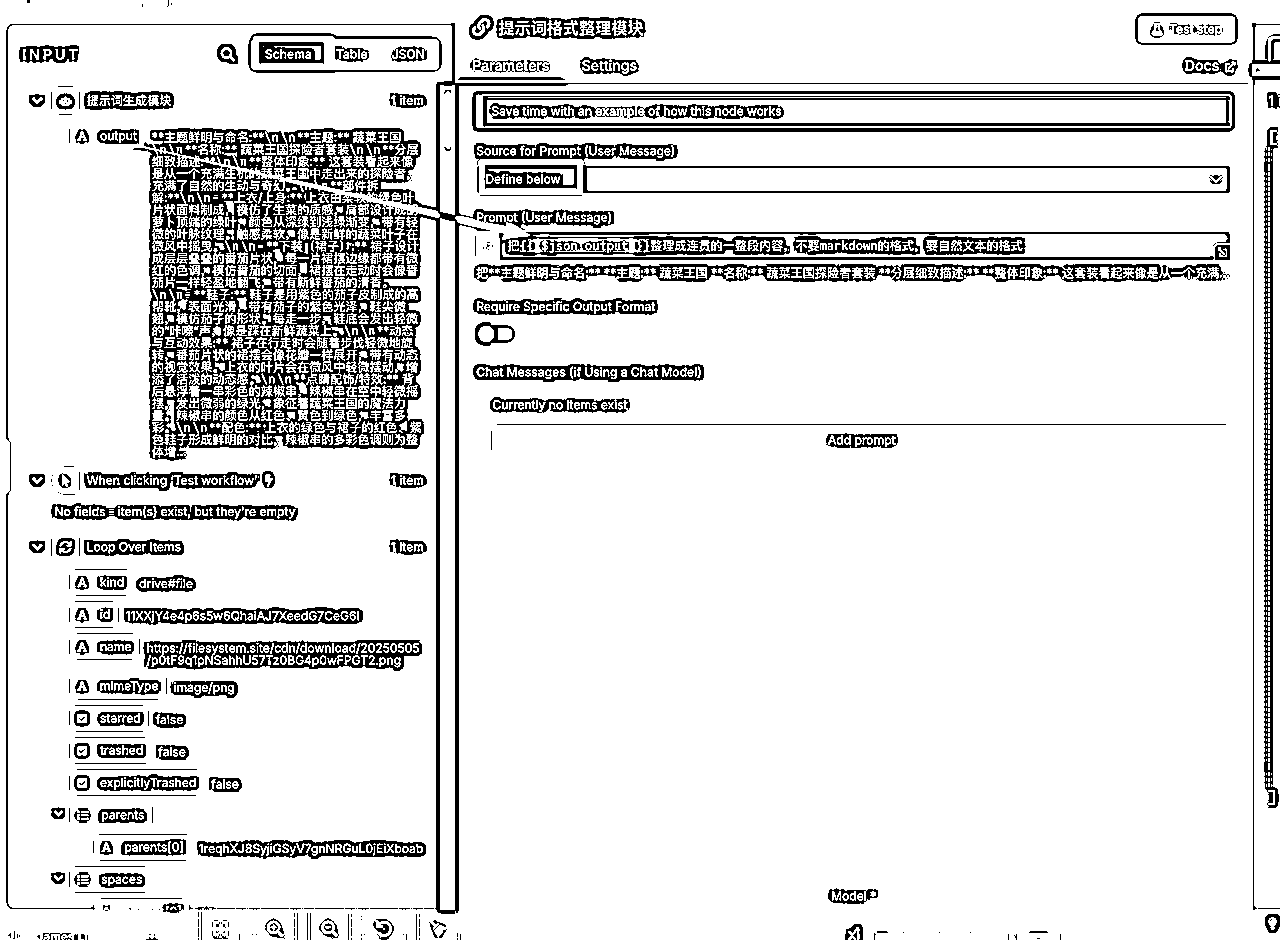 INPUT
Schema
Table
JSON
提示词生成模块
1 item
output
**主题鲜明与命名:**\n\n**主题:** 蔬菜王国
\n\n**名称:** 蔬菜王国探险者套装\n\n**分层
细致描述:**\n\n**整体印象:** 这套装看起来像
是从一个充满生机的蔬菜王国中走出来的探险者,
充满了自然的生动与奇幻。\n\n**部件拆
片状面料制成,模仿了生菜的质感。肩部设计成的
萝卜顶端的绿叶,颜色从深绿到浅绿渐变,带有轻
微的叶脉纹理,触感柔软,像是新鲜的蔬菜叶子在
微风中摇曳。\n\n- **下装 (裙子):** 裙子设计
成层层叠叠的番茄片状,每一片裙摆边缘都带有微
红的色调,模仿番茄的切面,裙摆在走动时会像番
茄片一样轻盈地翻飞,带有新鲜番茄的清香。
\n\n- **鞋子:** 鞋子是用紫色的茄子皮制成的高
帮靴,表面光滑,带有茄子的紫色光泽。鞋尖微
翘,模仿茄子的形状,每走一步,鞋底会发出轻微
的"咔嚓"声,像是踩在新鲜蔬菜上。\n\n**动态
与互动效果:** 裙子在行走时会随着步伐轻微地旋
转,番茄片状的裙摆会像花瓣一样展开,带有动态
的视觉效果。上衣的叶片会在微风中轻微摆动,增
添了活泼的动态感。\n\n**点睛配饰/特效:** 背
后悬浮着一串彩色的辣椒串,辣椒串在空中轻微摇
摆,发出微弱的绿光,象征着蔬菜王国的魔法力
量。辣椒串的颜色从红色、黄色到绿色,丰富多
彩。\n\n**配色:** 上衣的绿色与裙子的红色、紫
色鞋子形成鲜明的对比,辣椒串的多彩色调则为整
体增...
When clicking 'Test workflow'
1 item
No fields - item(s) exist, but they're empty
Loop Over Items
1 item
kind drive#file
id 11XXjY4e4p6s5w6QhaiAJ7XeedG7CeG6l
name https://filesystem.site/cdn/download/20250505
/p0tF9q1pNSahhU57Tz0BG4p0wFPGT2.png
mimeType image/png
starred false
trashed false
explicitlyTrashed false
parents
parents[0] 1reqhXJ8SyjiGSyV7gnNRGuL0jEiXboab
spaces
提示词格式整理模块
Test step
Parameters
Settings
Docs
Save time with an example of how this node works
Source for Prompt (User Message)
Define below
Prompt (User Message)
把{{ $json.output }}整理成连贯的一整段内容,不要markdown的格式,要自然文本的格式
把**主题鲜明与命名:** **主题:** 蔬菜王国 **名称:** 蔬菜王国探险者套装 **分层细致描述:** **整体印象:** 这套装看起来像是从一个充满...
Require Specific Output Format
Chat Messages (if Using a Chat Model)
Currently no items exist
Add prompt
Model *